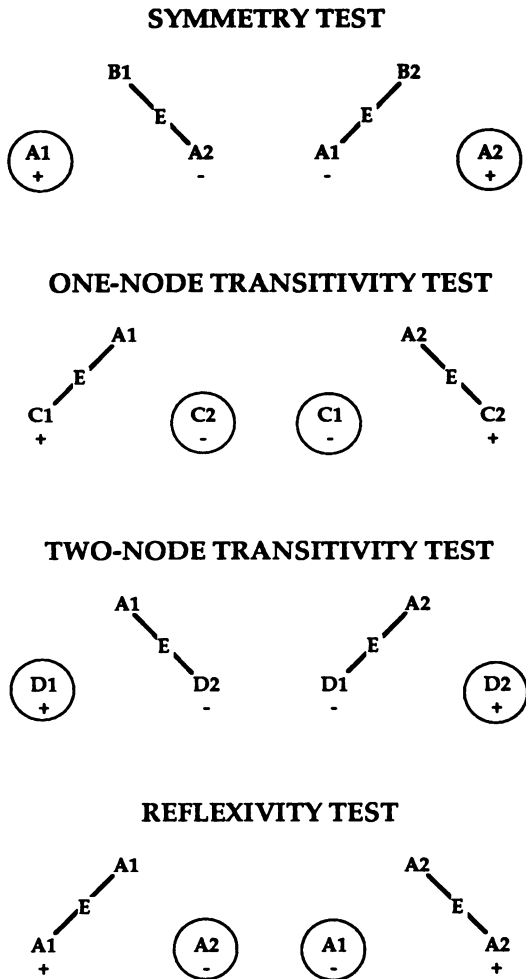 SYMMETRY TEST
B1 B2
E E
A1 A2 A1 A2
+ - - +
ONE-NODE TRANSITIVITY TEST
A1 A2
E E
C1 C2 C1 C2
+ - - +
TWO-NODE TRANSITIVITY TEST
A1 A2
E E
D1 D2 D1 D2
+ - - +
REFLEXIVITY TEST
A1 A2
E E
A1 A2 A1 A2
+ - - +